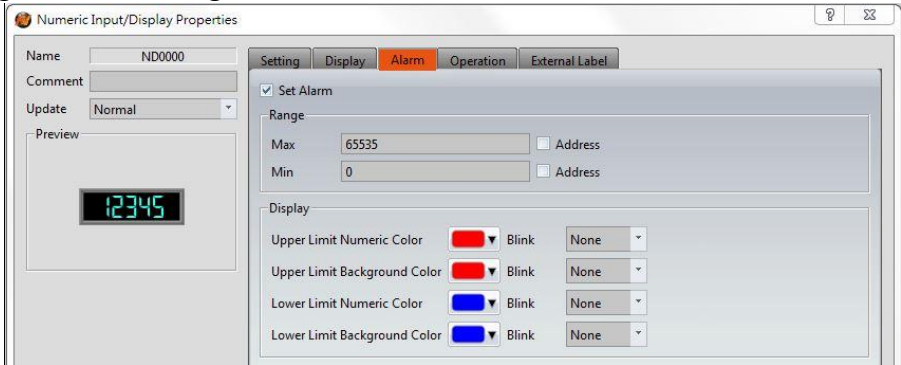 Numeric Input/Display Properties
Name ND0000
Comment
Update Normal
Preview
12345
Setting Display Alarm Operation External Label
Set Alarm
Range
Max 65535 Address
Min 0 Address
Display
Upper Limit Numeric Color Blink None
Upper Limit Background Color Blink None
Lower Limit Numeric Color Blink None
Lower Limit Background Color Blink None